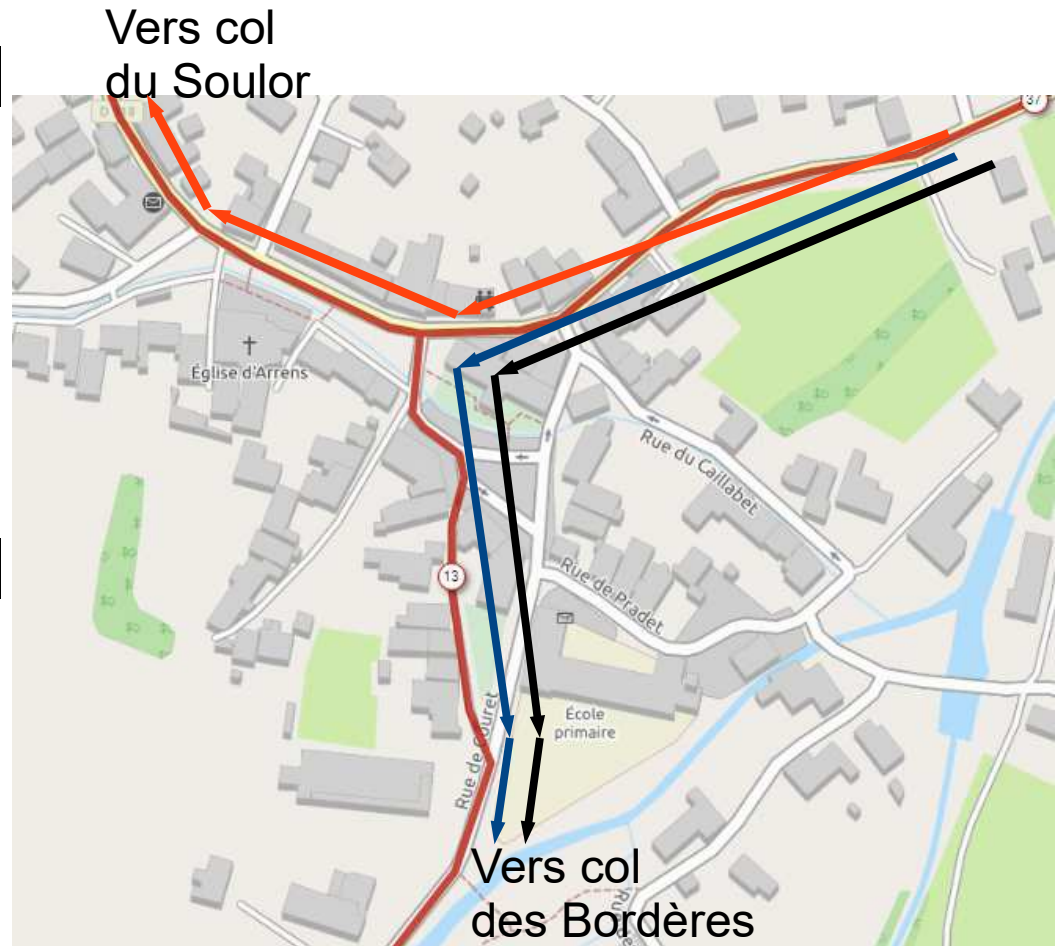 Vers col
du Soulor
37
Église d'Arrens
Rue du Caillabet
13
Rue de Pradet
École
primaire
Rue de Couret
Vers col
des Bordères